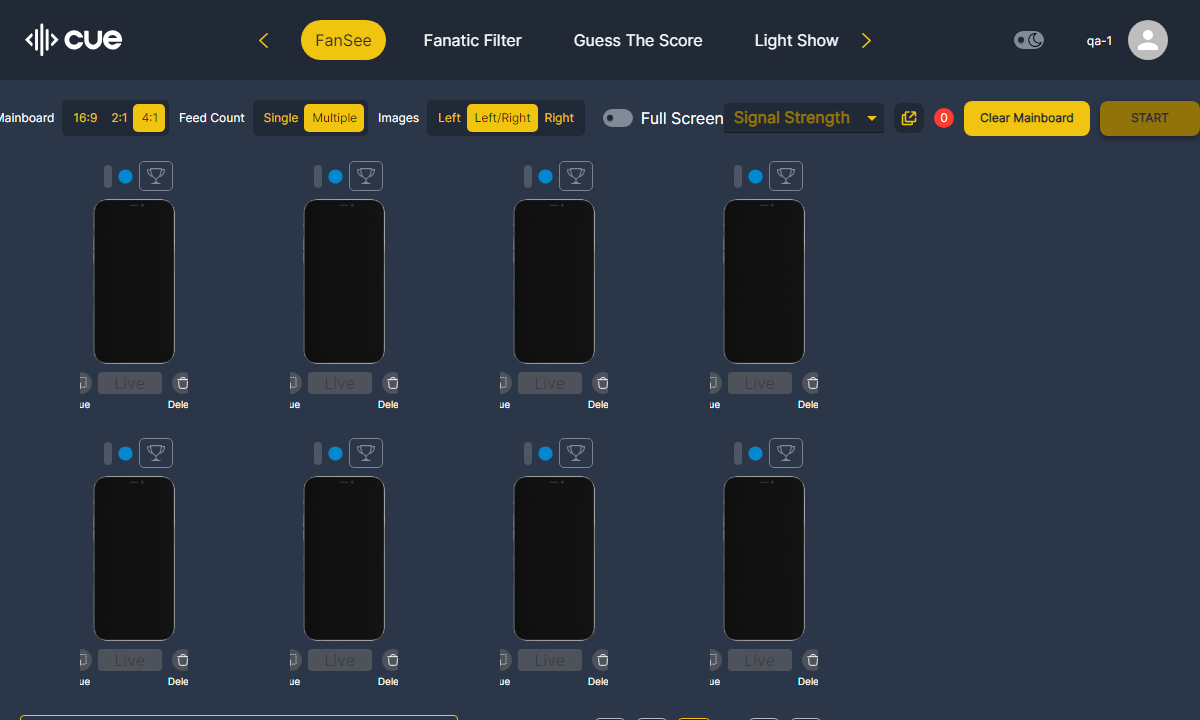 cue
FanSee
Fanatic Filter
Guess The Score
Light Show
qa-1
Mainboard
16:9
2:1
4:1
Feed Count
Single
Multiple
Images
Left
Left/Right
Right
Full Screen
Signal Strength
0
Clear Mainboard
START
Live
Live
Live
Live
ue
Dele
ue
Dele
ue
Dele
ue
Dele
Live
Live
Live
Live
ue
Dele
ue
Dele
ue
Dele
ue
Dele